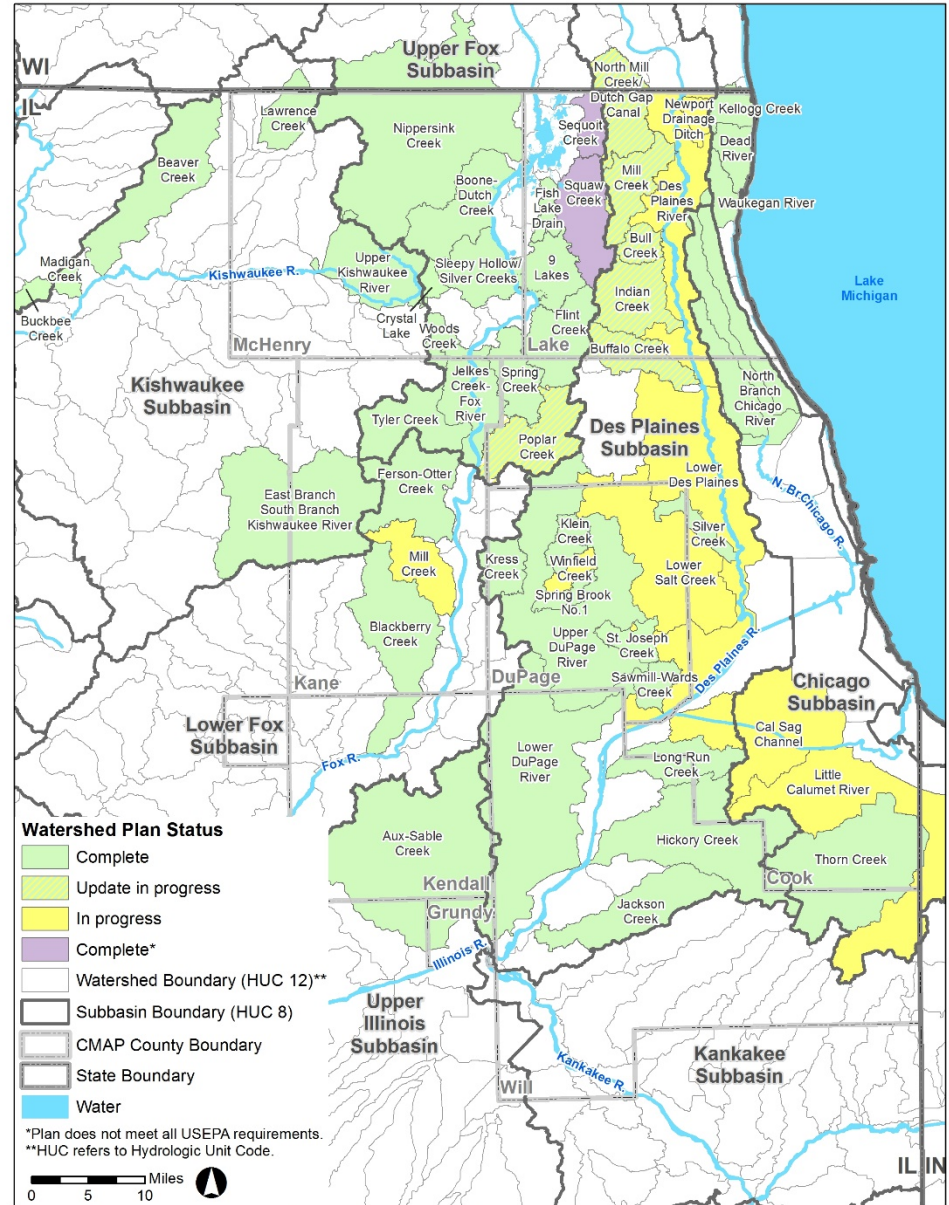 Upper Fox
Subbasin
North Mill
Creek/
Dutch Gap
Canal
WI
IL
Lawrence
Creek
Nippersink
Creek
Sequoit
Creek
Newport
Drainage
Ditch
Kellogg Creek
Dead
River
Beaver
Creek
Boone-
Dutch
Creek
Fish
Lake
Drain
Squaw
Creek
Mill
Creek
Des
Plaines
River
Waukegan River
Madigan
Creek
Buckbee
Creek
Kishwaukee R.
Upper
Kishwaukee
River
Sleepy Hollow/
Silver Creeks
9
Lakes
Bull
Creek
Indian
Creek
Lake
Michigan
Crystal
Lake
Woods
Creek
Flint
Creek
McHenry
Lake
Buffalo Creek
Kishwaukee
Subbasin
Jelkes
Creek-
Fox
River
Spring
Creek
North
Branch
Chicago
River
Tyler Creek
Poplar
Creek
Des Plaines
Subbasin
Ferson-Otter
Creek
Lower
Des Plaines
N. Br.Chicago R.
East Branch
South Branch
Kishwaukee River
Klein
Creek
Silver
Creek
Mill
Creek
Kress
Creek
Winfield
Creek
Spring Brook
No.1
Lower
Salt Creek
Blackberry
Creek
Upper
DuPage
River
St. Joseph
Creek
Des Plaines R.
Kane
DuPage
Sawmill-Wards
Creek
Chicago
Subbasin
Lower Fox
Subbasin
Fox R.
Lower
DuPage
River
Cal Sag
Channel
Long Run
Creek
Little
Calumet River
Aux-Sable
Creek
Hickory Creek
Thorn Creek
Kendall
Grundy
Cook
Jackson
Creek
Illinois R.
Upper
Illinois
Subbasin
Kankakee R.
Kankakee
Subbasin
Will
IL
IN
Watershed Plan Status
Complete
Update in progress
In progress
Complete*
Watershed Boundary (HUC 12)**
Subbasin Boundary (HUC 8)
CMAP County Boundary
State Boundary
Water
*Plan does not meet all USEPA requirements.
**HUC refers to Hydrologic Unit Code.
Miles
0 5 10